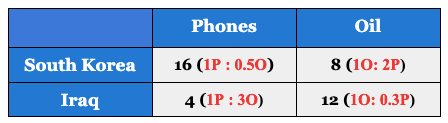 Phones Oil
South Korea 16 (1P : 0.5O) 8 (1O: 2P)
Iraq 4 (1P : 3O) 12 (1O: 0.3P)